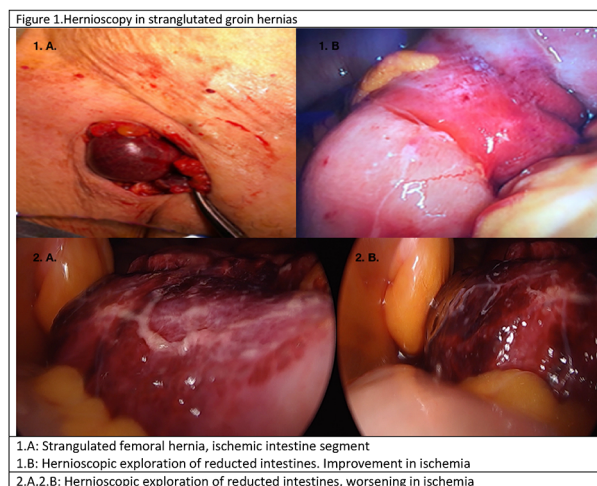 Figure 1.Hernioscopy in stranglutated groin hernias
1. A.
1. B
2. A.
2. B.
1.A: Strangulated femoral hernia, ischemic intestine segment
1.B: Hernioscopic exploration of reducted intestines. Improvement in ischemia
2.A.2.B: Hernioscopic exploration of reducted intestines, worsening in ischemia